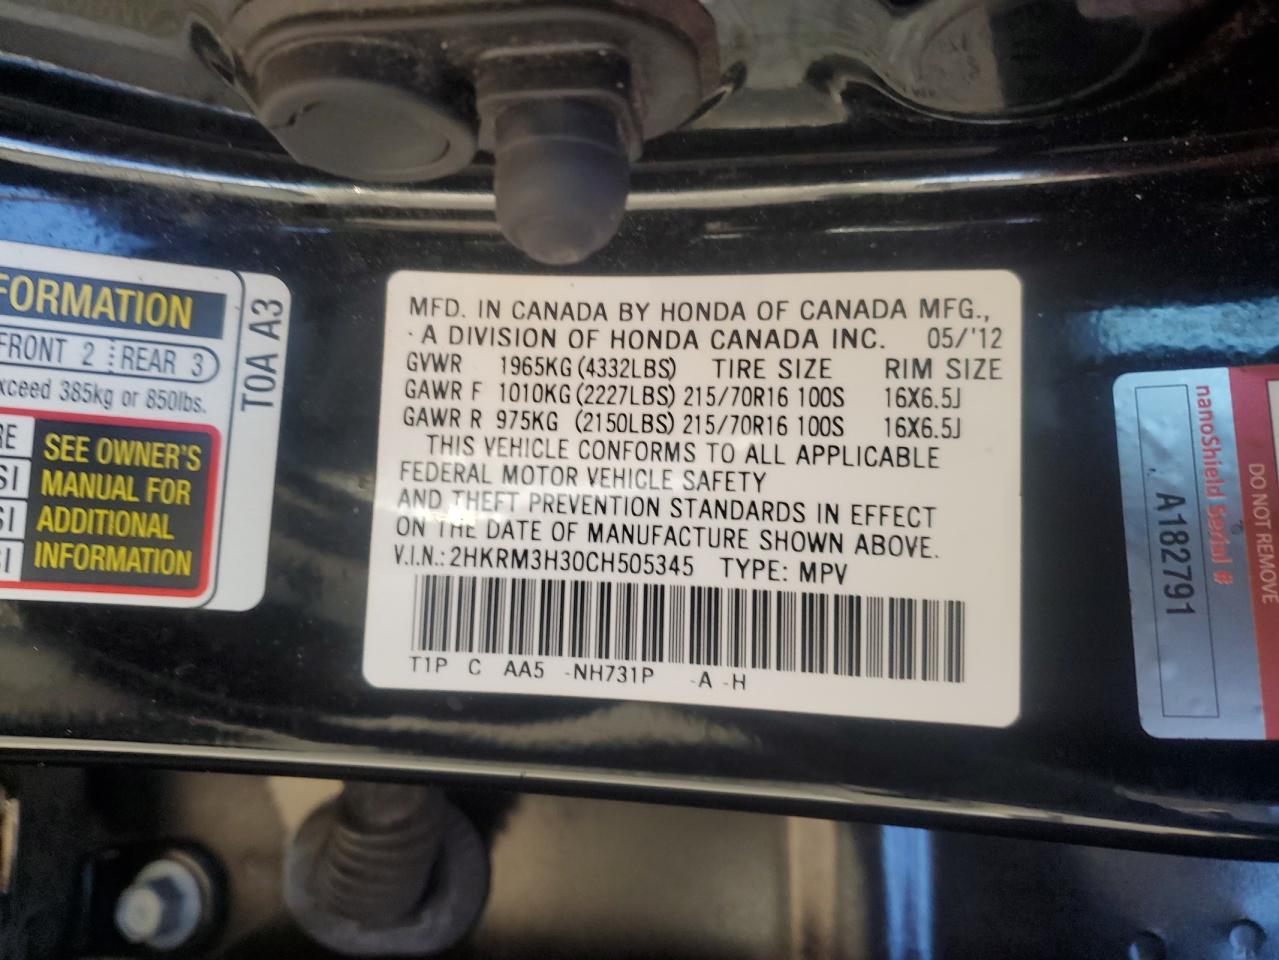 FORMATION
FRONT 2 REAR 3
xceed 385kg or 850lbs.
RE
SI
SI
SI
SEE OWNER'S
MANUAL FOR
ADDITIONAL
INFORMATION
T0A A3
MFD. IN CANADA BY HONDA OF CANADA MFG.,
A DIVISION OF HONDA CANADA INC. 05/'12
GVWR 1965KG (4332LBS) TIRE SIZE RIM SIZE
GAWR F 1010KG (2227LBS) 215/70R16 100S 16X6.5J
GAWR R 975KG (2150LBS) 215/70R16 100S 16X6.5J
THIS VEHICLE CONFORMS TO ALL APPLICABLE
FEDERAL MOTOR VEHICLE SAFETY
AND THEFT PREVENTION STANDARDS IN EFFECT
ON THE DATE OF MANUFACTURE SHOWN ABOVE.
V.I.N.: 2HKRM3H30CH505345 TYPE: MPV
T1P C AA5 -NH731P -A -H
nanoShield Serial #
A182791
DO NOT REMOVE